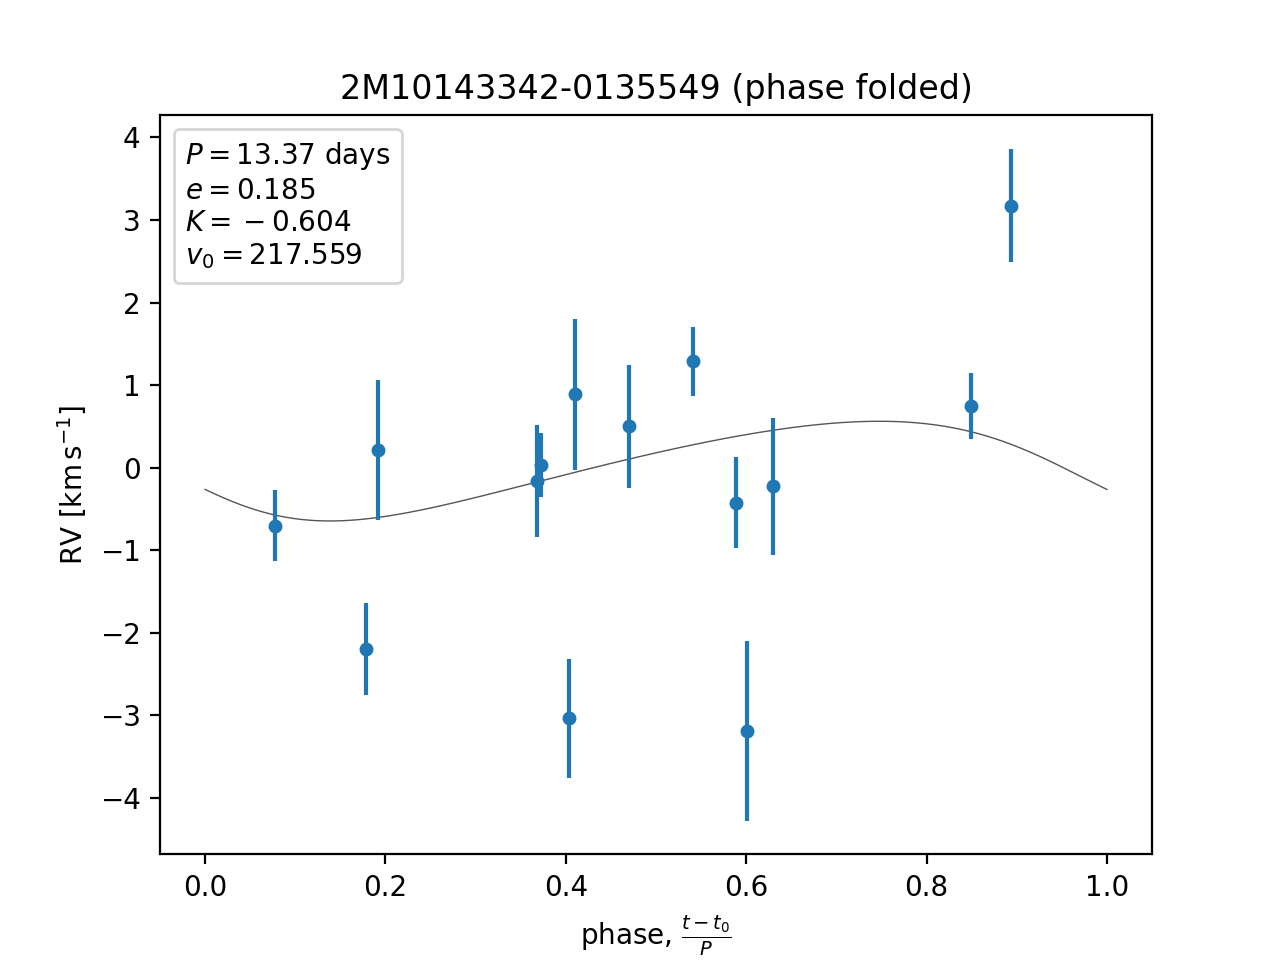 2M10143342-0135549 (phase folded)
P = 13.37 days
e = 0.185
K = −0.604
v₀ = 217.559
4
3
2
1
0
−1
−2
−3
−4
RV [km s⁻¹]
0.0 0.2 0.4 0.6 0.8 1.0
phase, (t − t₀)/P